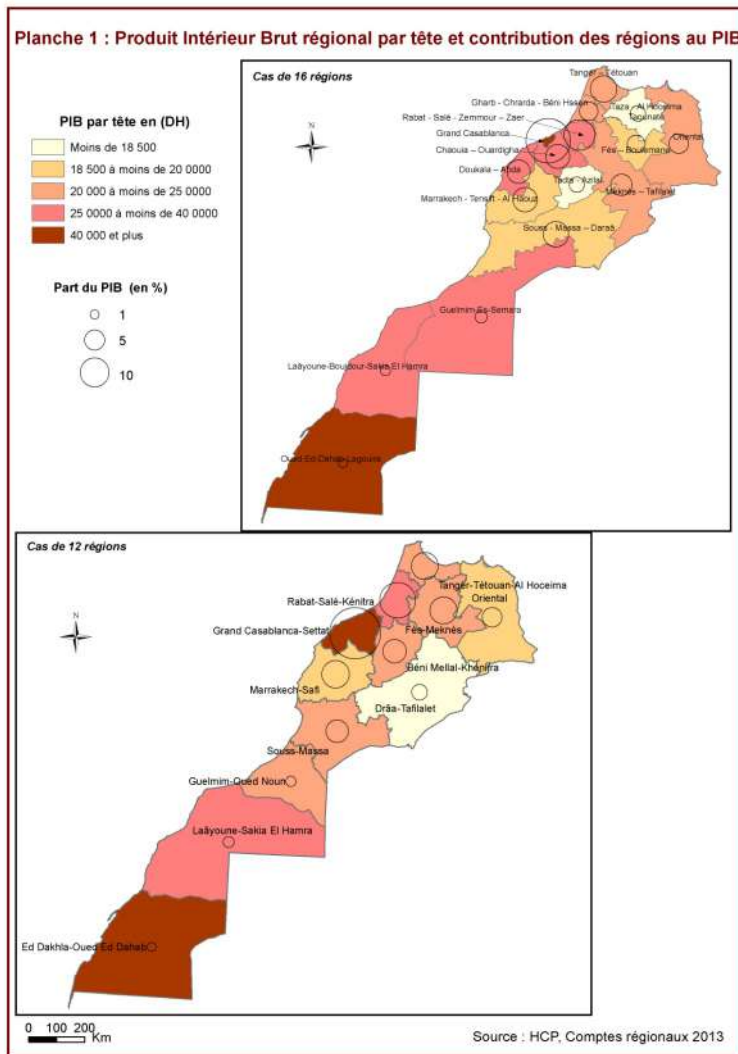 Planche 1 : Produit Intérieur Brut régional par tête et contribution des régions au PIB
Cas de 16 régions
PIB par tête en (DH)
Moins de 18 500
18 500 à moins de 20 0000
20 000 à moins de 25 0000
25 0000 à moins de 40 0000
40 000 et plus
Part du PIB (en %)
1
5
10
N
Tanger – Tétouan
Gharb - Chrarda - Béni Hssen
Taza - Al Hoceima
Taounate
Rabat - Salé - Zemmour – Zaer
Grand Casablanca
Oriental
Fès – Boulemane
Chaouia – Ouardigha
Doukala – Abda
Tadla - Azilal
Meknès – Tafilalet
Marrakech - Tensift - Al Haouz
Souss - Massa – Daraâ
Guelmim-Es-Semara
Laâyoune-Boujdour-Sakia El Hamra
Oued Ed Dahab-Lagouira
Cas de 12 régions
N
Tanger-Tétouan-Al Hoceima
Oriental
Rabat-Salé-Kénitra
Grand Casablanca-Settat
Fès-Meknès
Béni Mellal-Khénifra
Marrakech-Safi
Drâa-Tafilalet
Souss-Massa
Guelmim-Oued Noun
Laâyoune-Sakia El Hamra
Ed Dakhla-Oued Ed Dahab
0 100 200
Km
Source : HCP, Comptes régionaux 2013